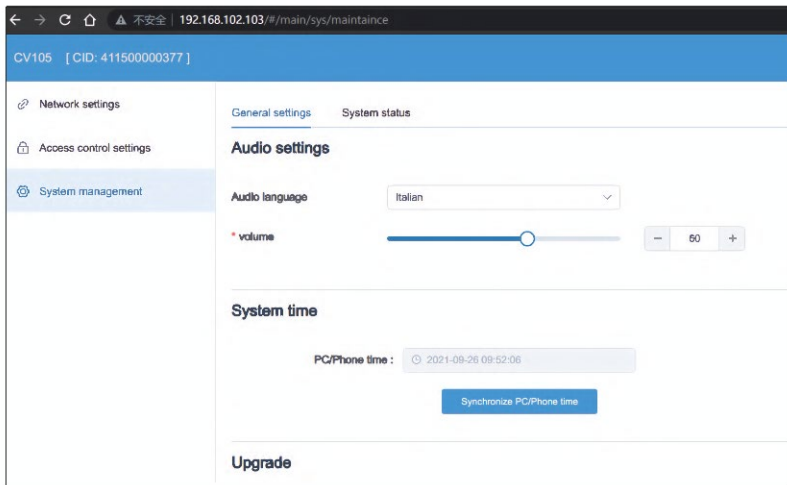 不安全 | 192.168.102.103/#/main/sys/maintaince
CV105 [ CID: 411500000377 ]
Network settings
Access control settings
System management
General settings System status
Audio settings
Audio language Italian
* volume 60
System time
PC/Phone time : 2021-09-26 09:52:06
Synchronize PC/Phone time
Upgrade